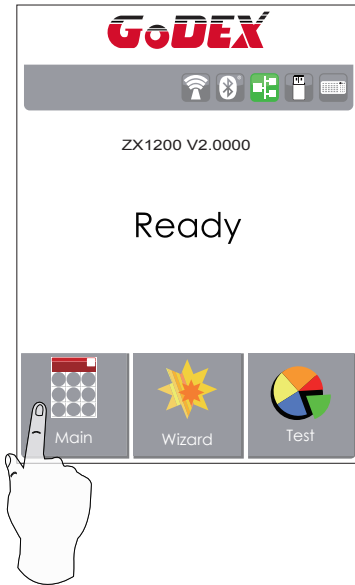 GoDEX
ZX1200 V2.0000
Ready
Main
Wizard
Test